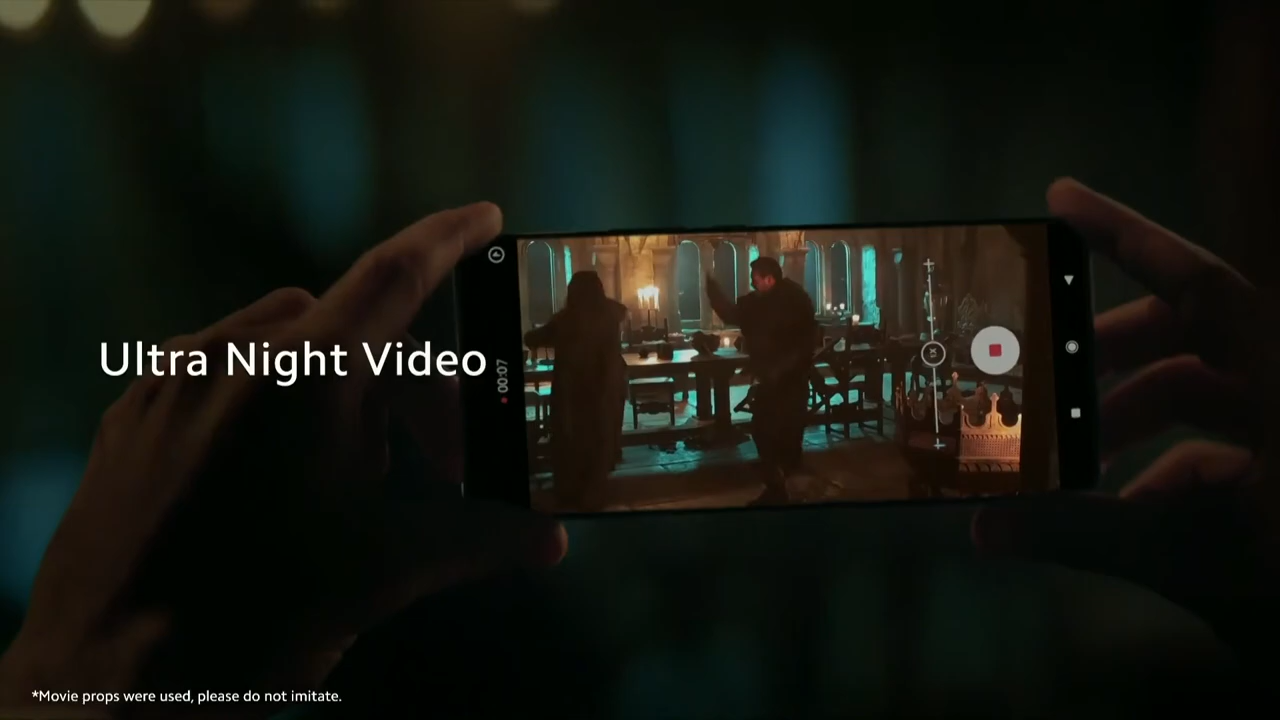 Ultra Night Video
00:07
*Movie props were used, please do not imitate.